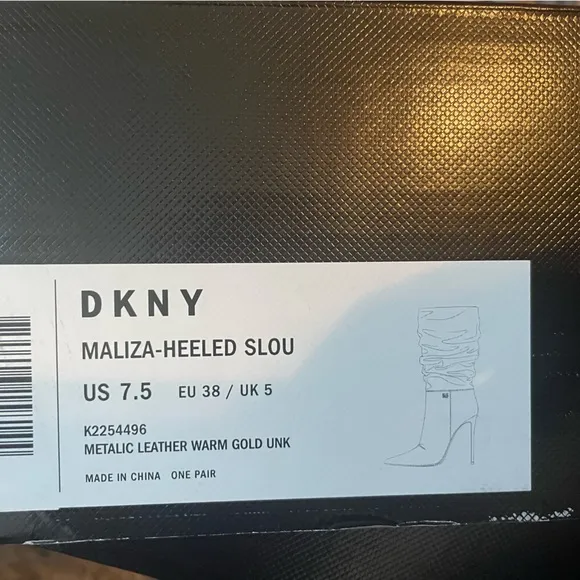 DKNY
MALIZA-HEELED SLOU
US 7.5 EU 38 / UK 5
K2254496
METALIC LEATHER WARM GOLD UNK
MADE IN CHINA ONE PAIR